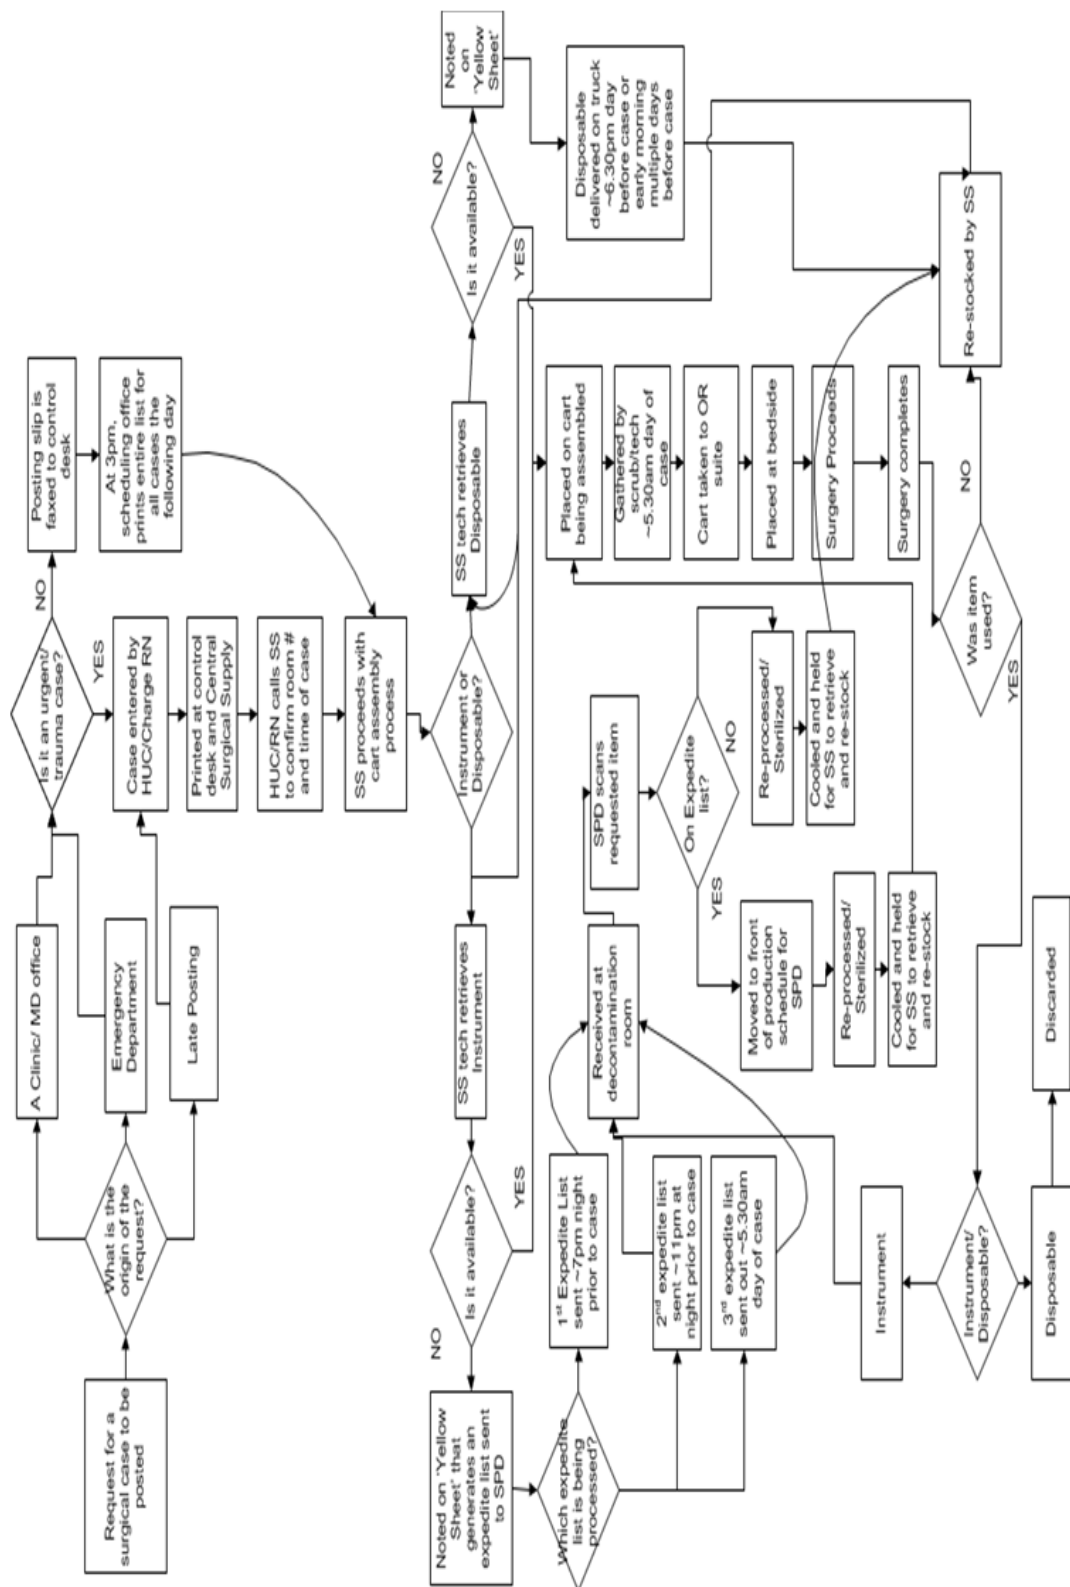 Request for a
surgical case to be
posted
What is the
origin of the
request?
A Clinic/ MD office
Emergency
Department
Late Posting
Is it an urgent/
trauma case?
NO
YES
Posting slip is
faxed to control
desk
At 3pm,
scheduling office
prints entire list for
all cases the
following day
Case entered by
HUC/Charge RN
Printed at control
desk and Central
Surgical Supply
HUC/RN calls SS
to confirm room #
and time of case
SS proceeds with
cart assembly
process
Instrument or
Disposable?
SS tech retrieves
Instrument
Is it available?
NO
YES
Noted on 'Yellow
Sheet' that
generates an
expedite list sent
to SPD
Which expedite
list is being
processed?
1st Expedite List
sent ~7pm night
prior to case
2nd expedite list
sent ~11pm at
night prior to case
3rd expedite list
sent out ~5.30am
day of case
Received at
decontamination
room
SPD scans
requested item
On Expedite
list?
YES
NO
Moved to front
of production
schedule for
SPD
Re-processed/
Sterilized
Cooled and held
for SS to retrieve
and re-stock
Re-processed/
Sterilized
Cooled and held
for SS to retrieve
and re-stock
SS tech retrieves
Disposable
Is it available?
NO
YES
Noted
on
'Yellow
Sheet'
Disposable
delivered on truck
~6.30pm day
before case or
early morning
multiple days
before case
Placed on cart
being assembled
Gathered by
scrub/tech
~5.30am day of
case
Cart taken to OR
suite
Placed at bedside
Surgery Proceeds
Surgery completes
Was item
used?
NO
YES
Re-stocked by SS
Instrument/
Disposable?
Instrument
Disposable
Discarded